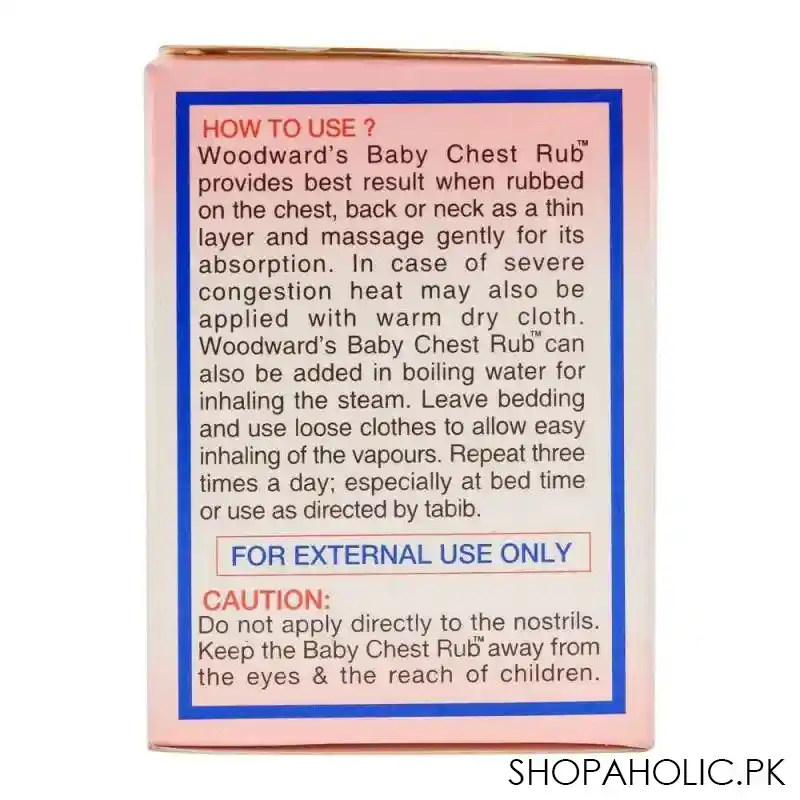 HOW TO USE ?
Woodward's Baby Chest Rub™
provides best result when rubbed
on the chest, back or neck as a thin
layer and massage gently for its
absorption. In case of severe
congestion heat may also be
applied with warm dry cloth.
Woodward's Baby Chest Rub™ can
also be added in boiling water for
inhaling the steam. Leave bedding
and use loose clothes to allow easy
inhaling of the vapours. Repeat three
times a day; especially at bed time
or use as directed by tabib.
FOR EXTERNAL USE ONLY
CAUTION:
Do not apply directly to the nostrils.
Keep the Baby Chest Rub™ away from
the eyes & the reach of children.
SHOPAHOLIC.PK